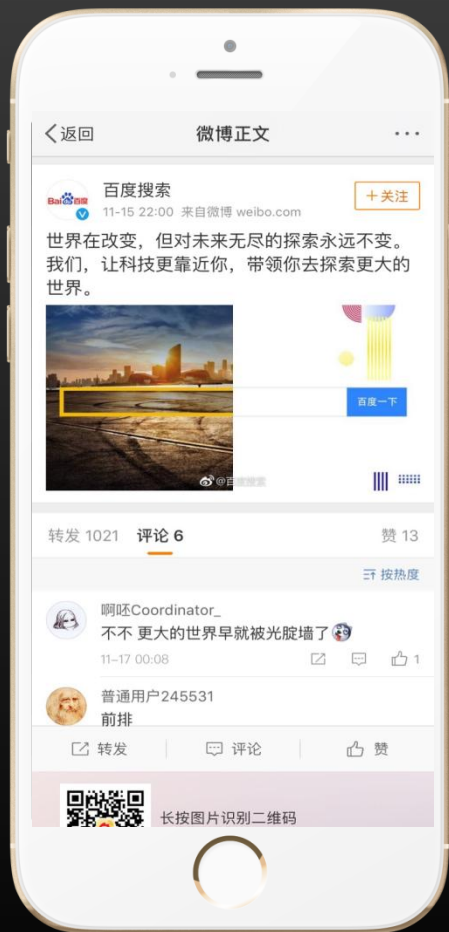 返回
微博正文
Bai 百度
百度搜索
+关注
11-15 22:00 来自微博 weibo.com
世界在改变，但对未来无尽的探索永远不变。
我们，让科技更靠近你，带领你去探索更大的
世界。
百度一下
@百度搜索
转发 1021 评论 6 赞 13
按热度
啊呸Coordinator_
不不 更大的世界早就被光腚墙了
11-17 00:08
1
普通用户245531
前排
转发 评论 赞
长按图片识别二维码